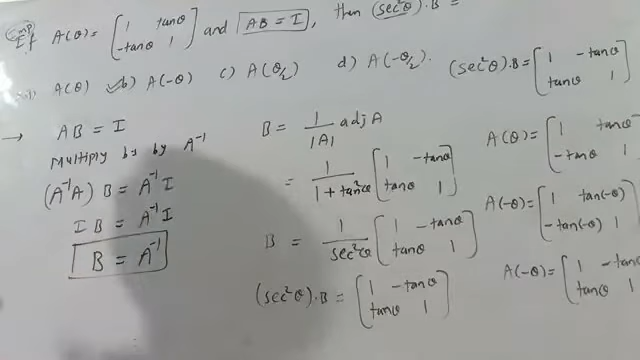 If A(θ) = [1 tanθ
-tanθ 1] and AB = I, then (sec²θ).B =
A(θ) b) A(-θ) c) A(θ/2) d) A(-θ/2).
(sec²θ).B = [1 -tanθ
tanθ 1]
→ AB = I
Multiply by by A⁻¹
(A⁻¹A) B = A⁻¹I
IB = A⁻¹I
B = A⁻¹
B = 1/|A| adj A
= 1/1+tan²θ [1 -tanθ
tanθ 1]
B = 1/sec²θ [1 -tanθ
tanθ 1]
(sec²θ).B = [1 -tanθ
tanθ 1]
A(θ) = [1 tanθ
-tanθ 1]
A(-θ) = [1 tan(-θ)
-tan(-θ) 1]
A(-θ) = [1 -tan
tanθ 1